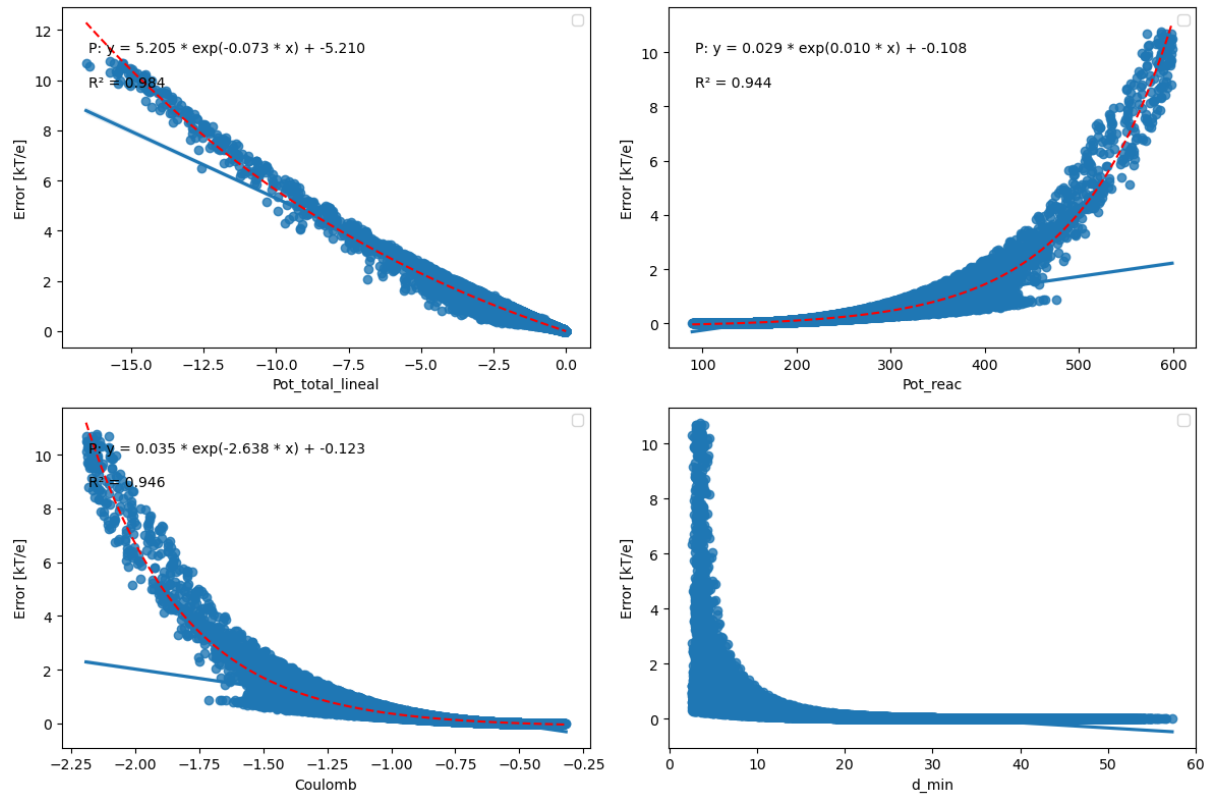 P: y = 5.205 * exp(-0.073 * x) + -5.210
R² = 0.984
Error [kT/e]
12
10
8
6
4
2
0
−15.0 −12.5 −10.0 −7.5 −5.0 −2.5 0.0
Pot_total_lineal
P: y = 0.029 * exp(0.010 * x) + -0.108
R² = 0.944
Error [kT/e]
10
8
6
4
2
0
100 200 300 400 500 600
Pot_reac
P: y = 0.035 * exp(-2.638 * x) + -0.123
R² = 0.946
Error [kT/e]
10
8
6
4
2
0
−2.25 −2.00 −1.75 −1.50 −1.25 −1.00 −0.75 −0.50 −0.25
Coulomb
Error [kT/e]
10
8
6
4
2
0
0 10 20 30 40 50 60
d_min